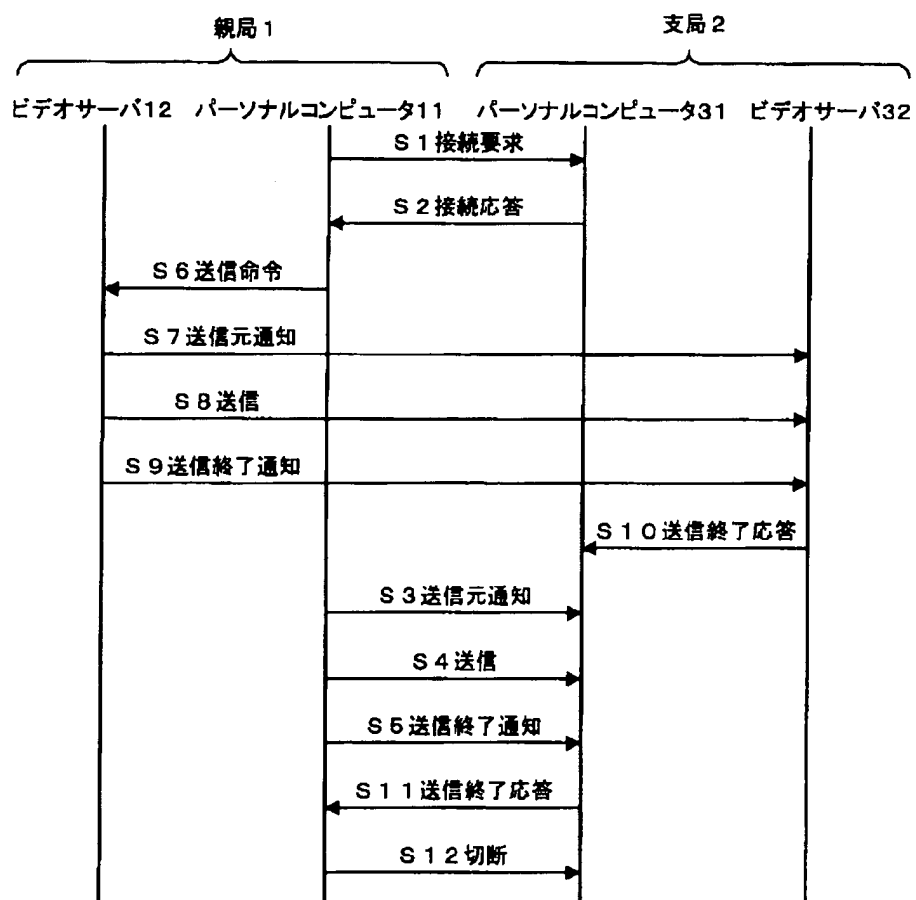 親局1 支局2
ビデオサーバ12 パーソナルコンピュータ11 パーソナルコンピュータ31 ビデオサーバ32
S1接続要求
S2接続応答
S6送信命令
S7送信元通知
S8送信
S9送信終了通知
S10送信終了応答
S3送信元通知
S4送信
S5送信終了通知
S11送信終了応答
S12切断